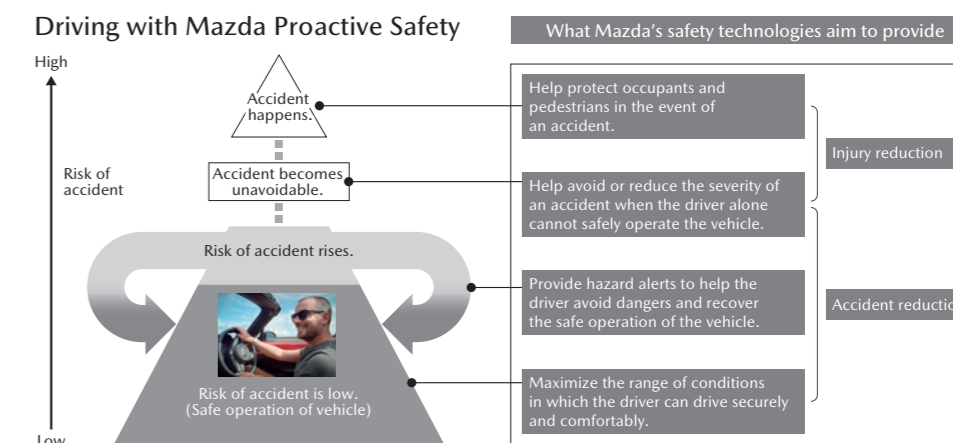 Driving with Mazda Proactive Safety
What Mazda's safety technologies aim to provide
High
Risk of
accident
Low
Accident
happens.
Accident becomes
unavoidable.
Risk of accident rises.
Risk of accident is low.
(Safe operation of vehicle)
Help protect occupants and
pedestrians in the event of
an accident.
Help avoid or reduce the severity of
an accident when the driver alone
cannot safely operate the vehicle.
Provide hazard alerts to help the
driver avoid dangers and recover
the safe operation of the vehicle.
Maximize the range of conditions
in which the driver can drive securely
and comfortably.
Injury reduction
Accident reductio